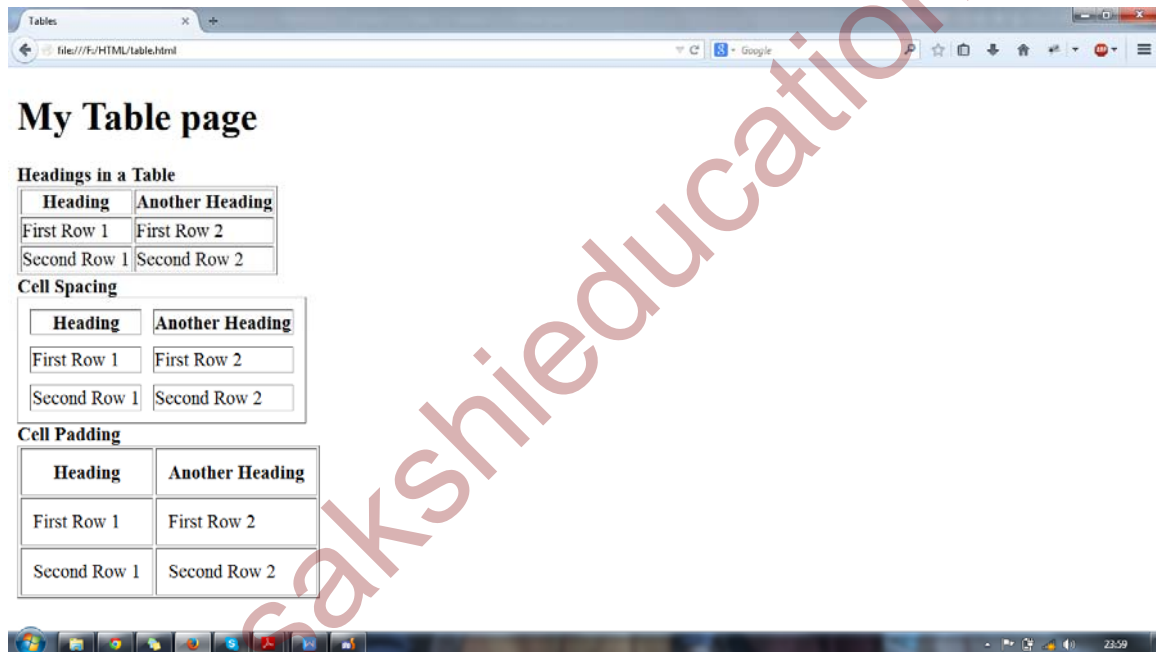 Tables
file:///F:/HTML/table.html
Google
My Table page
Headings in a Table
Heading Another Heading
First Row 1 First Row 2
Second Row 1 Second Row 2
Cell Spacing
Heading Another Heading
First Row 1 First Row 2
Second Row 1 Second Row 2
Cell Padding
Heading Another Heading
First Row 1 First Row 2
Second Row 1 Second Row 2
sakshieducation
23:59